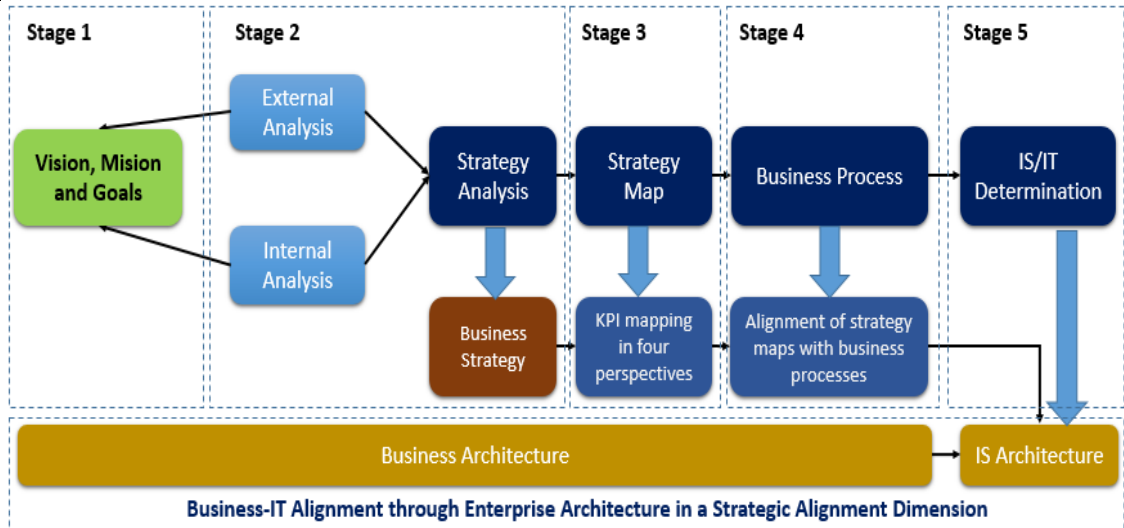 Stage 1
Stage 2
Stage 3
Stage 4
Stage 5
External
Analysis
Vision, Mision
and Goals
Strategy
Analysis
Strategy
Map
Business Process
IS/IT
Determination
Internal
Analysis
Business
Strategy
KPI mapping
in four
perspectives
Alignment of strategy
maps with business
processes
Business Architecture
IS Architecture
Business-IT Alignment through Enterprise Architecture in a Strategic Alignment Dimension